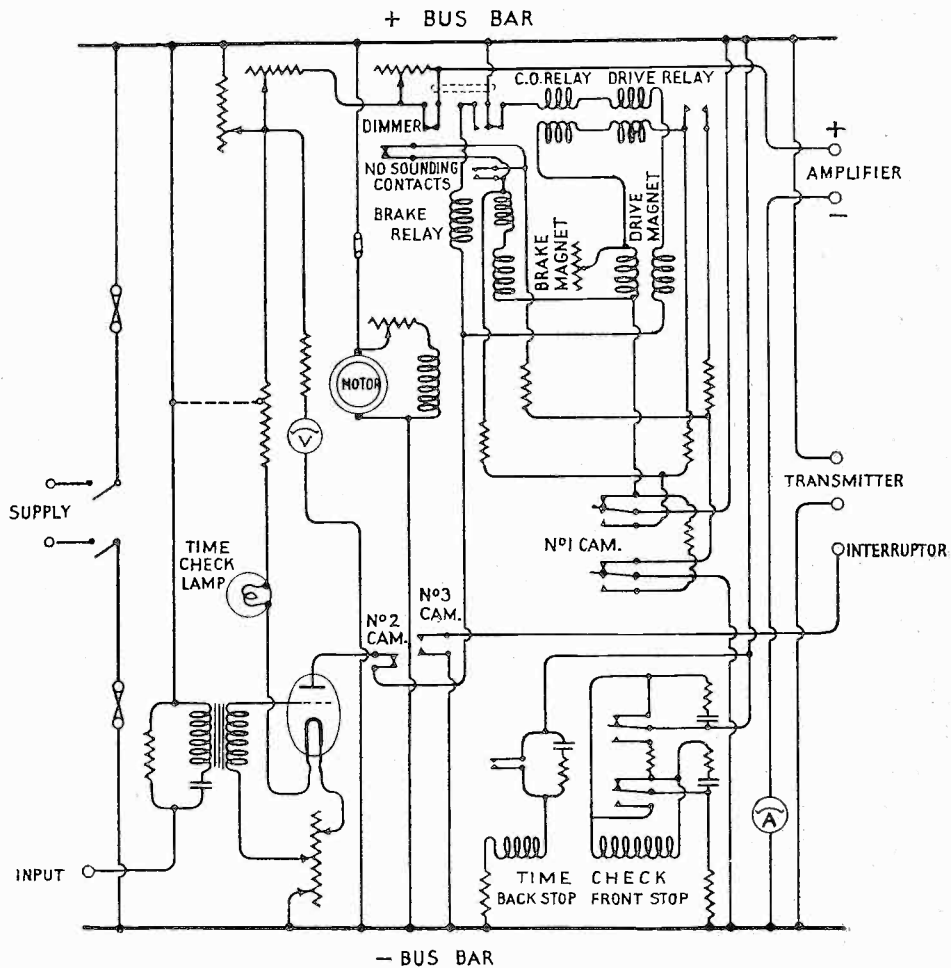 + BUS BAR
C.O. RELAY
DRIVE RELAY
DIMMER
NO SOUNDING
CONTACTS
BRAKE
RELAY
BRAKE
MAGNET
DRIVE
MAGNET
+
AMPLIFIER
–
MOTOR
V
SUPPLY
TRANSMITTER
TIME
CHECK
LAMP
Nº1 CAM.
INTERRUPTOR
Nº2
CAM.
Nº3
CAM.
A
INPUT
TIME CHECK
BACK STOP FRONT STOP
– BUS BAR